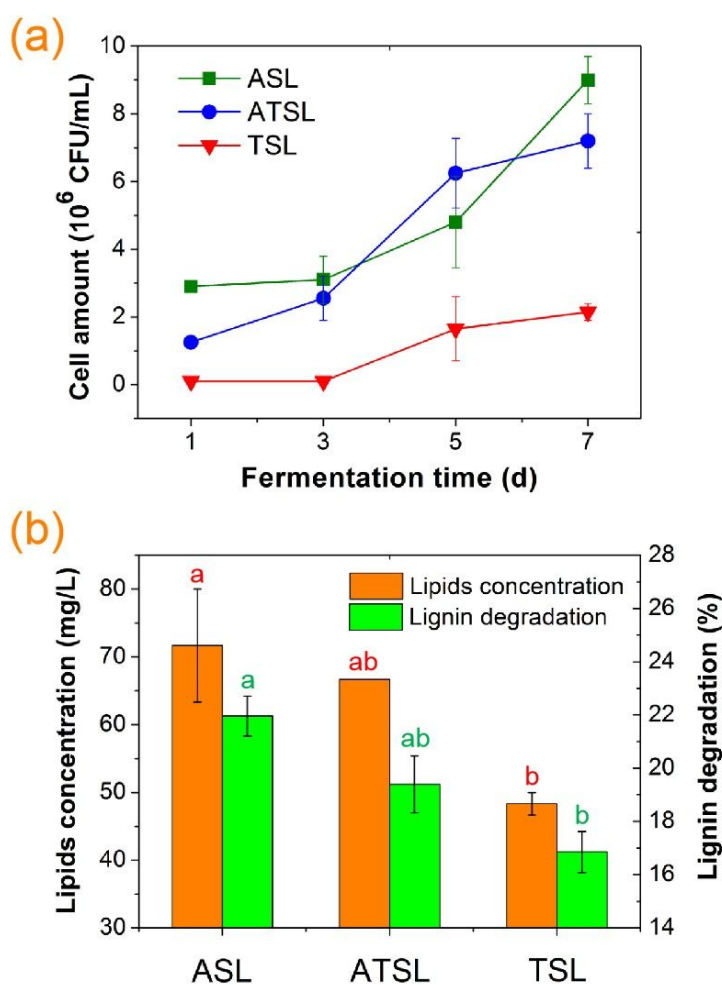 (a)
10
8
6
4
2
0
Cell amount (10⁶ CFU/mL)
ASL
ATSL
TSL
1 3 5 7
Fermentation time (d)
(b)
80
70
60
50
40
30
Lipids concentration (mg/L)
Lipids concentration
Lignin degradation
a
a
ab
ab
b
b
28
26
24
22
20
18
16
14
Lignin degradation (%)
ASL ATSL TSL